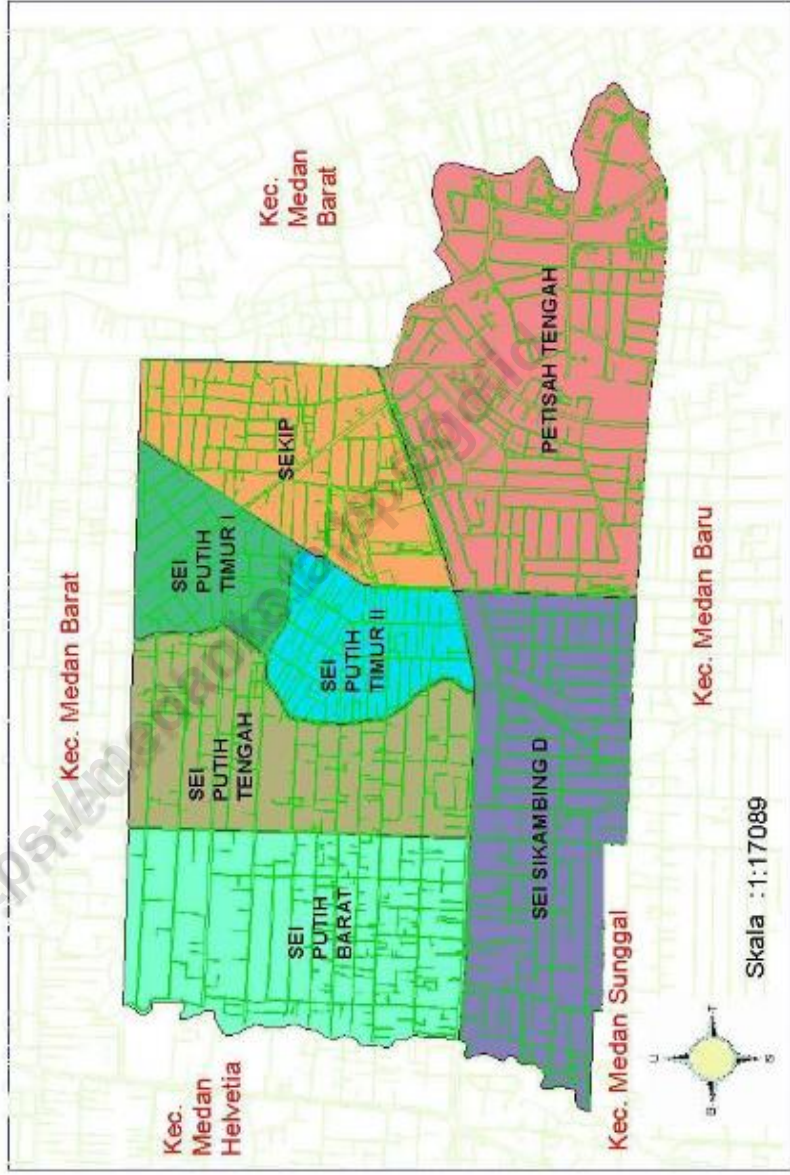 Kec. Medan Barat
Kec.
Medan
Barat
Kec.
Medan
Helvetia
SEI
PUTIH
BARAT
SEI
PUTIH
TENGAH
SEI
PUTIH
TIMUR I
SEI
PUTIH
TIMUR II
SEKIP
SEI SIKAMBING D
PETISAH TENGAH
Kec. Medan Sunggal
Kec. Medan Baru
U
B
T
S
Skala : 1:17089